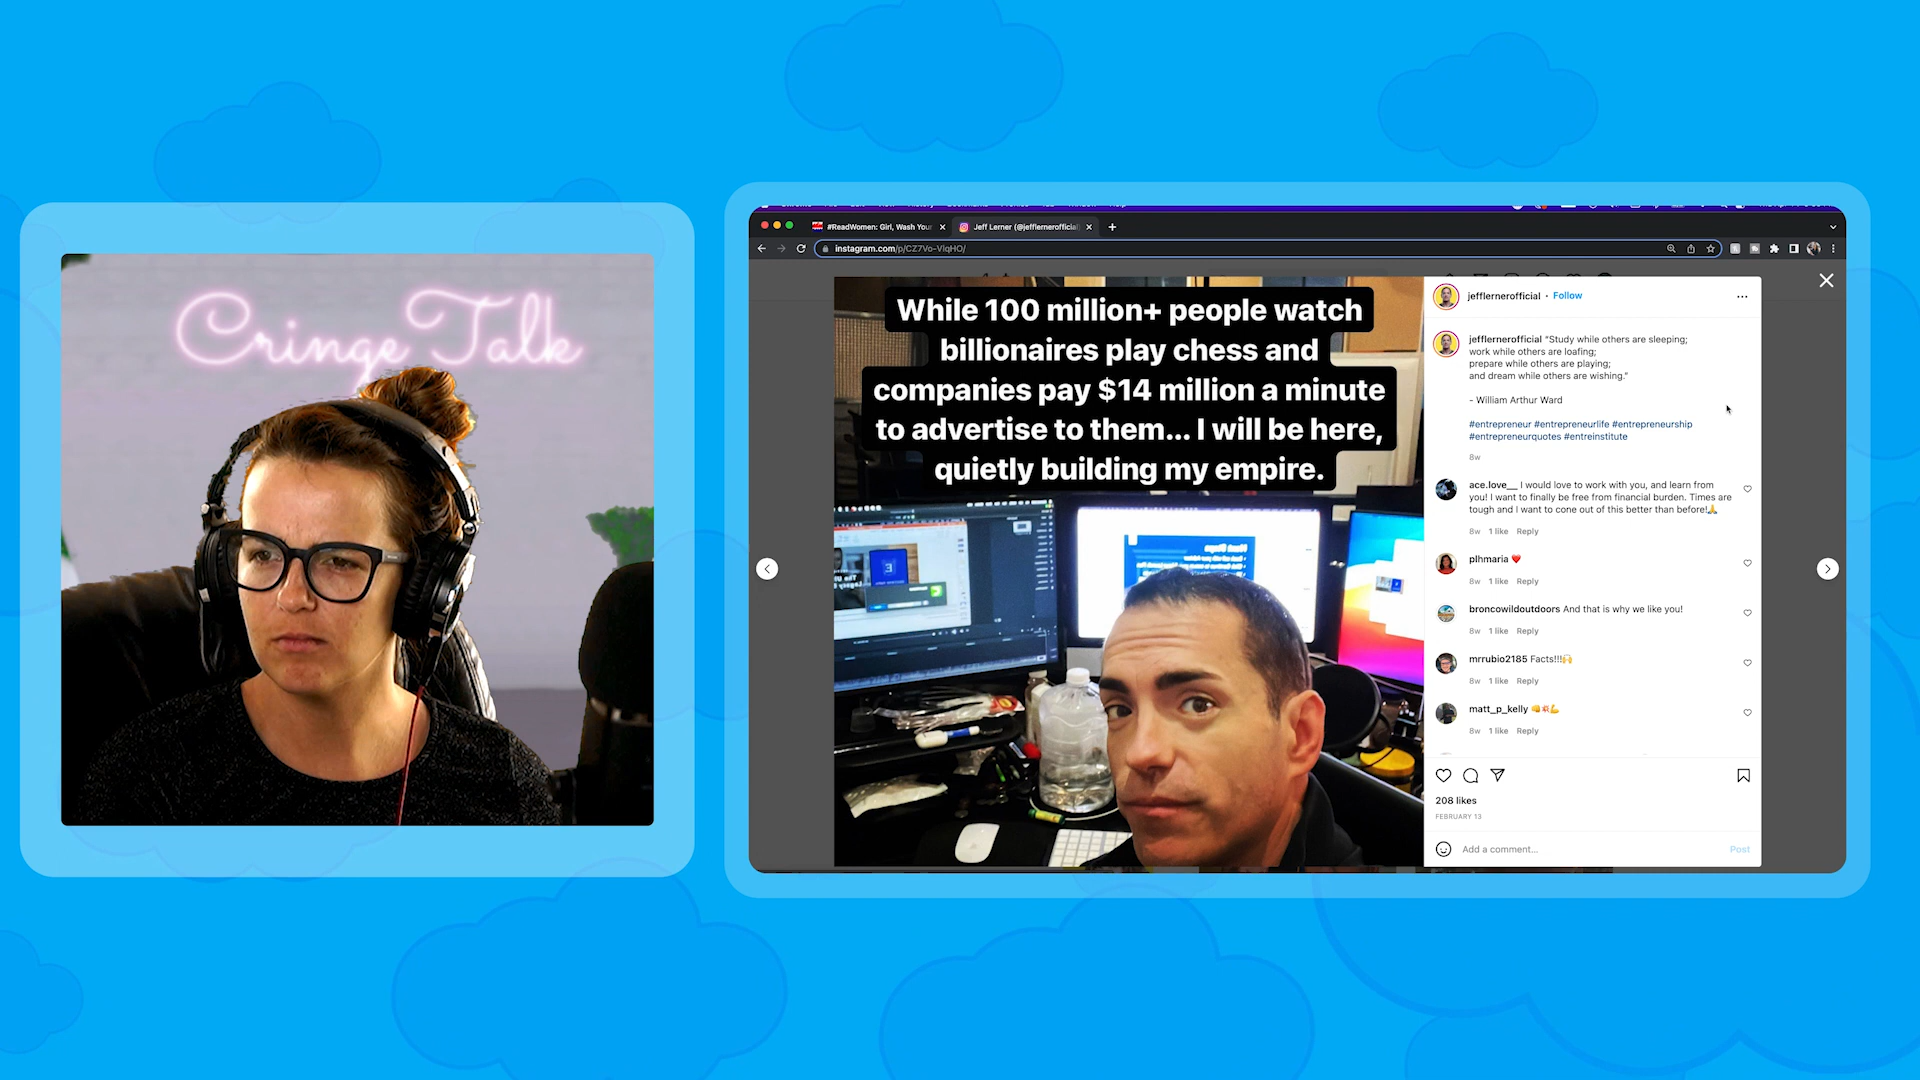 Cringe Talk
#ReadWomen: Girl, Wash Your
Jeff Lerner (@jefflernerofficial
instagram.com/p/CZ7Vo-VlqHO/
While 100 million+ people watch
billionaires play chess and
companies pay $14 million a minute
to advertise to them... I will be here,
quietly building my empire.
jefflernerofficial • Follow
jefflernerofficial “Study while others are sleeping;
work while others are loafing;
prepare while others are playing;
and dream while others are wishing.”
- William Arthur Ward
#entrepreneur #entrepreneurlife #entrepreneurship
#entrepreneurquotes #entreinstitute
8w
ace.love__ I would love to work with you, and learn from
you! I want to finally be free from financial burden. Times are
tough and I want to cone out of this better than before!🙏
8w 1 like Reply
plhmaria ❤️
8w 1 like Reply
broncowildoutdoors And that is why we like you!
8w 1 like Reply
mrrubio2185 Facts!!!🙌
8w 1 like Reply
matt_p_kelly 👊💥💪
8w 1 like Reply
208 likes
FEBRUARY 13
Add a comment...
Post